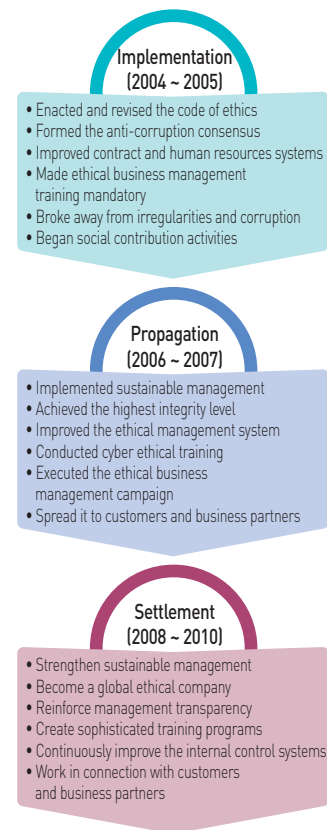 Implementation
(2004 ~ 2005)
• Enacted and revised the code of ethics
• Formed the anti-corruption consensus
• Improved contract and human resources systems
• Made ethical business management
training mandatory
• Broke away from irregularities and corruption
• Began social contribution activities
Propagation
(2006 ~ 2007)
• Implemented sustainable management
• Achieved the highest integrity level
• Improved the ethical management system
• Conducted cyber ethical training
• Executed the ethical business
management campaign
• Spread it to customers and business partners
Settlement
(2008 ~ 2010)
• Strengthen sustainable management
• Become a global ethical company
• Reinforce management transparency
• Create sophisticated training programs
• Continuously improve the internal control systems
• Work in connection with customers
and business partners